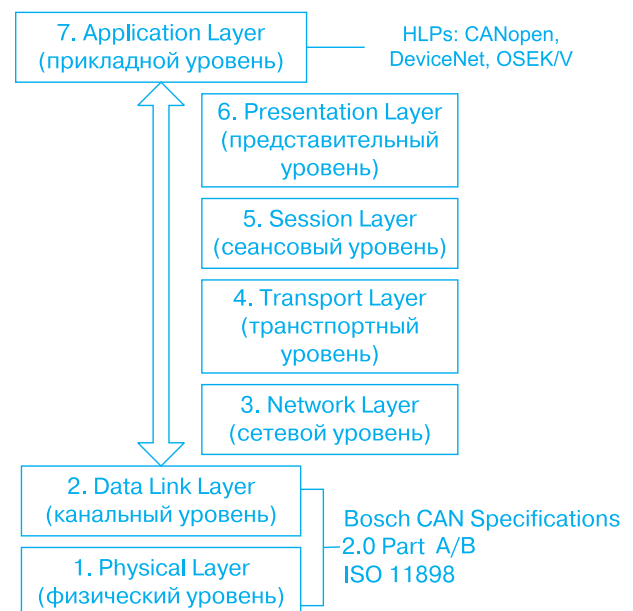 7. Application Layer
(прикладной уровень)
HLPs: CANopen,
DeviceNet, OSEK/V
6. Presentation Layer
(представительный
уровень)
5. Session Layer
(сеансовый уровень)
4. Transport Layer
(транстпортный
уровень)
3. Network Layer
(сетевой уровень)
2. Data Link Layer
(канальный уровень)
Bosch CAN Specifications
2.0 Part A/B
ISO 11898
1. Physical Layer
(физический уровень)